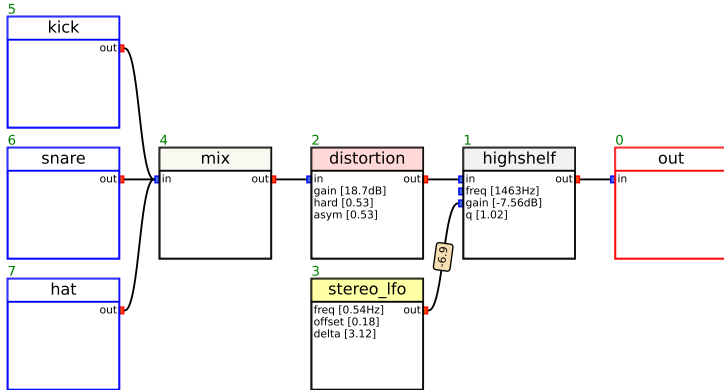 5
kick
out
6
snare
out
7
hat
out
4
mix
in
out
2
distortion
in
out
gain [18.7dB]
hard [0.53]
asym [0.53]
3
stereo_lfo
freq [0.54Hz]
out
offset [0.18]
delta [3.12]
-6.6
1
highshelf
in
out
freq [1463Hz]
gain [-7.56dB]
q [1.02]
0
out
in